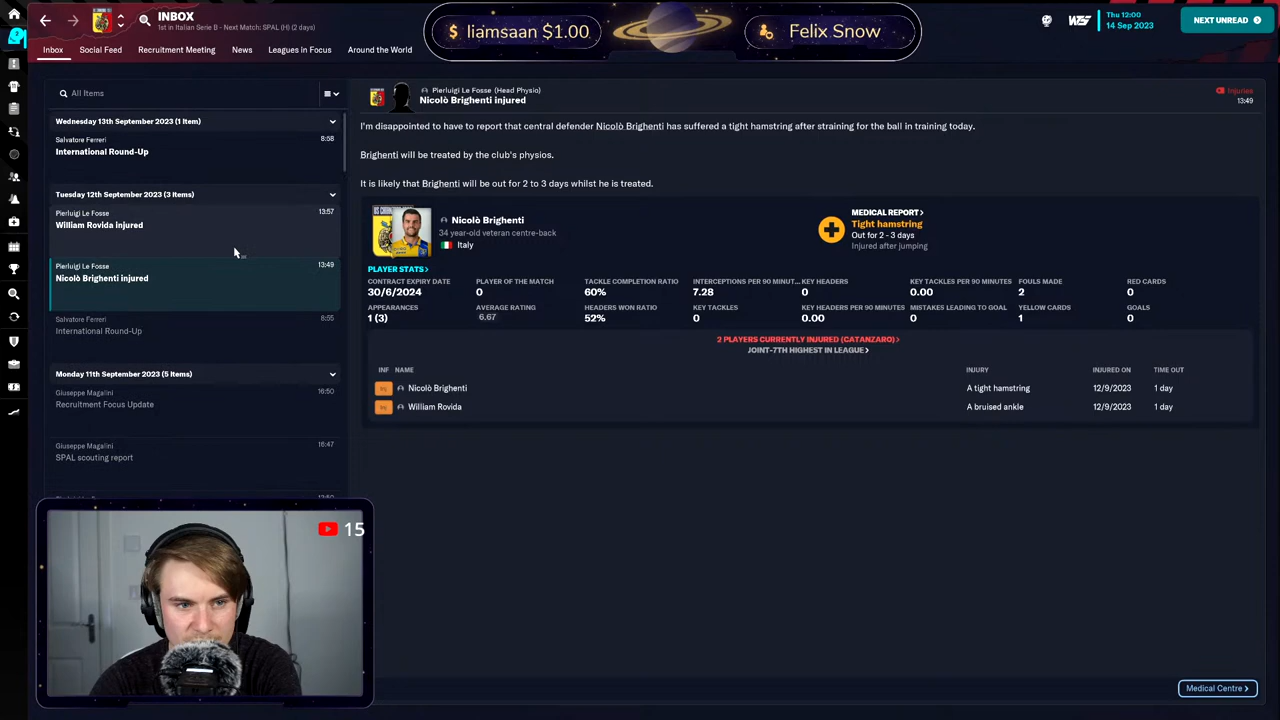 INBOX
1st in Italian Serie B - Next Match: SPAL (H) (2 days)
$ liamsaan $1.00
Felix Snow
Thu 12:00
14 Sep 2023
NEXT UNREAD
Inbox
Social Feed
Recruitment Meeting
News
Leagues in Focus
Around the World
All Items
Wednesday 13th September 2023 (1 Item)
Salvatore Ferreri 8:58
International Round-Up
Tuesday 12th September 2023 (3 Items)
Pierluigi Le Fosse 13:57
William Rovida injured
Pierluigi Le Fosse 13:49
Nicolò Brighenti injured
Salvatore Ferreri 8:55
International Round-Up
Monday 11th September 2023 (5 Items)
Giuseppe Magalini 16:50
Recruitment Focus Update
Giuseppe Magalini 16:47
SPAL scouting report
15
Pierluigi Le Fosse (Head Physio)
Nicolò Brighenti injured
Injuries
13:49
I'm disappointed to have to report that central defender Nicolò Brighenti has suffered a tight hamstring after straining for the ball in training today.
Brighenti will be treated by the club's physios.
It is likely that Brighenti will be out for 2 to 3 days whilst he is treated.
Nicolò Brighenti
34 year-old veteran centre-back
Italy
MEDICAL REPORT
Tight hamstring
Out for 2 - 3 days
Injured after jumping
PLAYER STATS
CONTRACT EXPIRY DATE PLAYER OF THE MATCH TACKLE COMPLETION RATIO INTERCEPTIONS PER 90 MINUT... KEY HEADERS KEY TACKLES PER 90 MINUTES FOULS MADE RED CARDS
30/6/2024 0 60% 7.28 0 0.00 2 0
APPEARANCES AVERAGE RATING HEADERS WON RATIO KEY TACKLES KEY HEADERS PER 90 MINUTES MISTAKES LEADING TO GOAL YELLOW CARDS GOALS
1 (3) 6.67 52% 0 0.00 0 1 0
2 PLAYERS CURRENTLY INJURED (CATANZARO)
JOINT-7TH HIGHEST IN LEAGUE
INF NAME INJURY INJURED ON TIME OUT
Nicolò Brighenti A tight hamstring 12/9/2023 1 day
William Rovida A bruised ankle 12/9/2023 1 day
Medical Centre